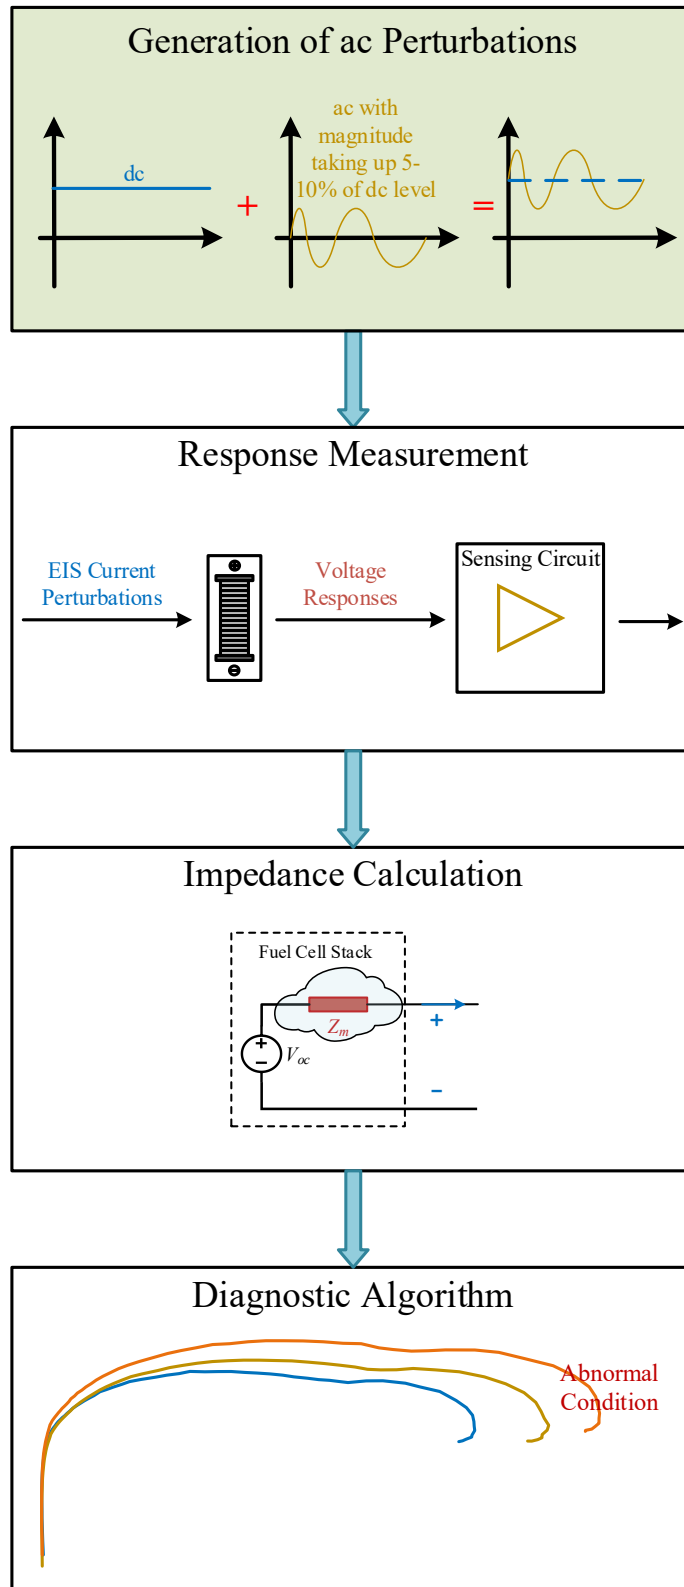 Generation of ac Perturbations
dc
+
ac with
magnitude
taking up 5-
10% of dc level
=
Response Measurement
EIS Current
Perturbations
Voltage
Responses
Sensing Circuit
Impedance Calculation
Fuel Cell Stack
Zm
+
+
−
Voc
−
Diagnostic Algorithm
Abnormal
Condition